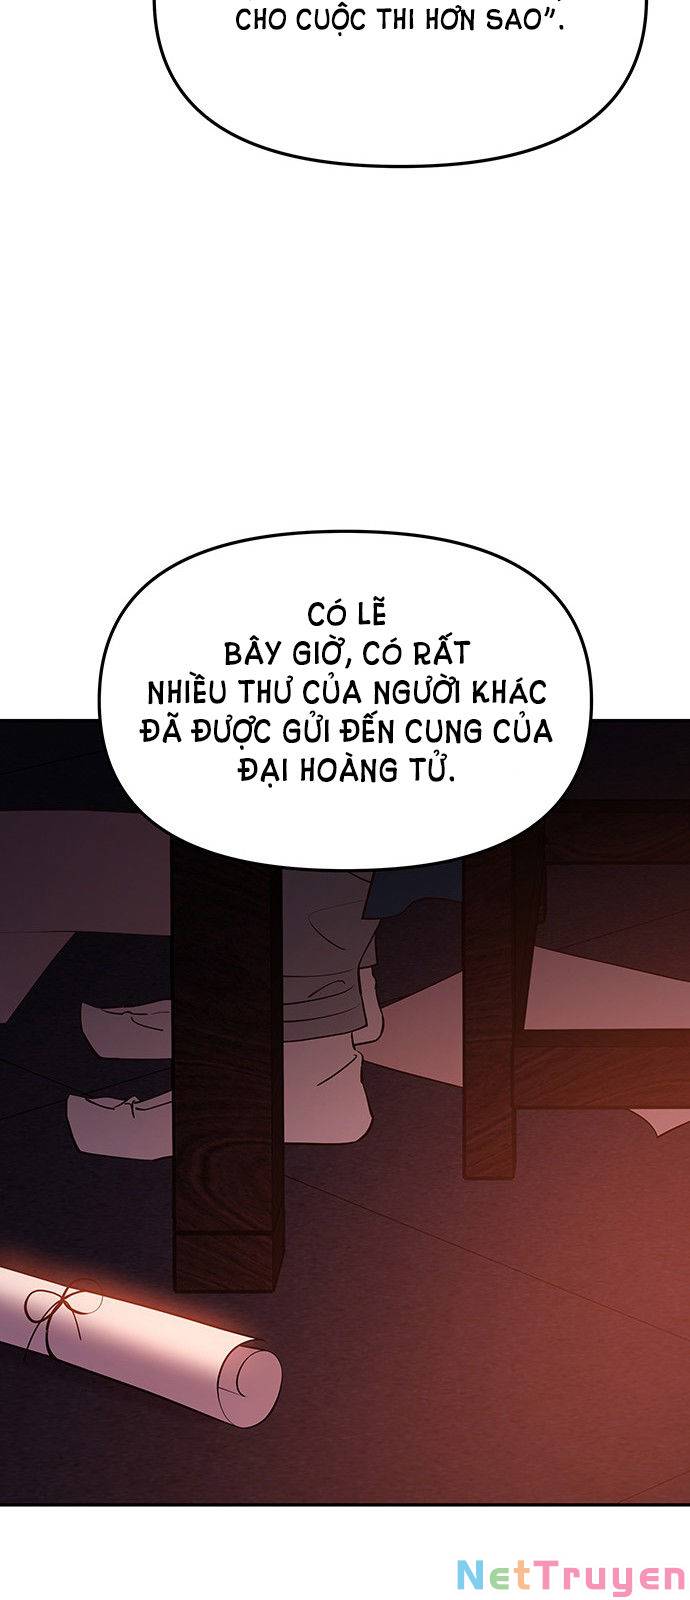 CHO CUỘC THI HƠN SAO”.
CÓ LẼ
BÂY GIỜ, CÓ RẤT
NHIỀU THƯ CỦA NGƯỜI KHÁC
ĐÃ ĐƯỢC GỬI ĐẾN CUNG CỦA
ĐẠI HOÀNG TỬ.
NetTruyen